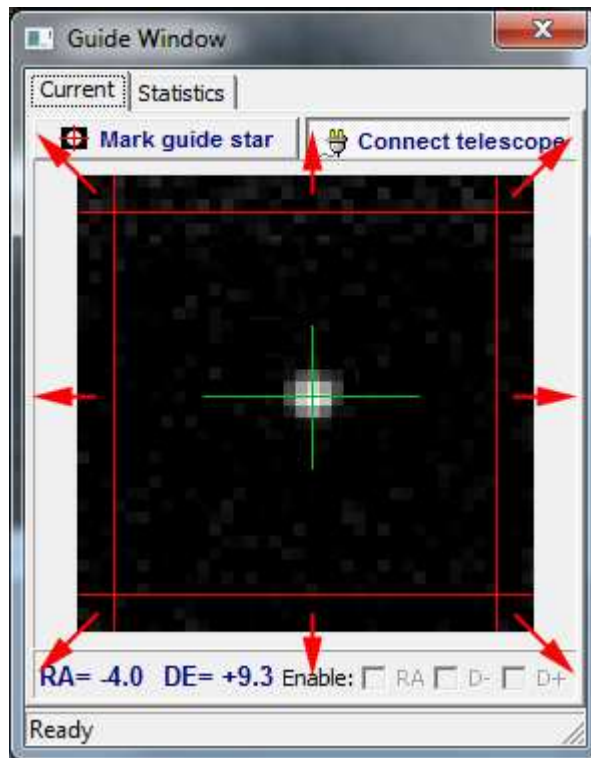 Guide Window
Current Statistics
Mark guide star Connect telescope
RA= -4.0 DE= +9.3 Enable: RA D- D+
Ready